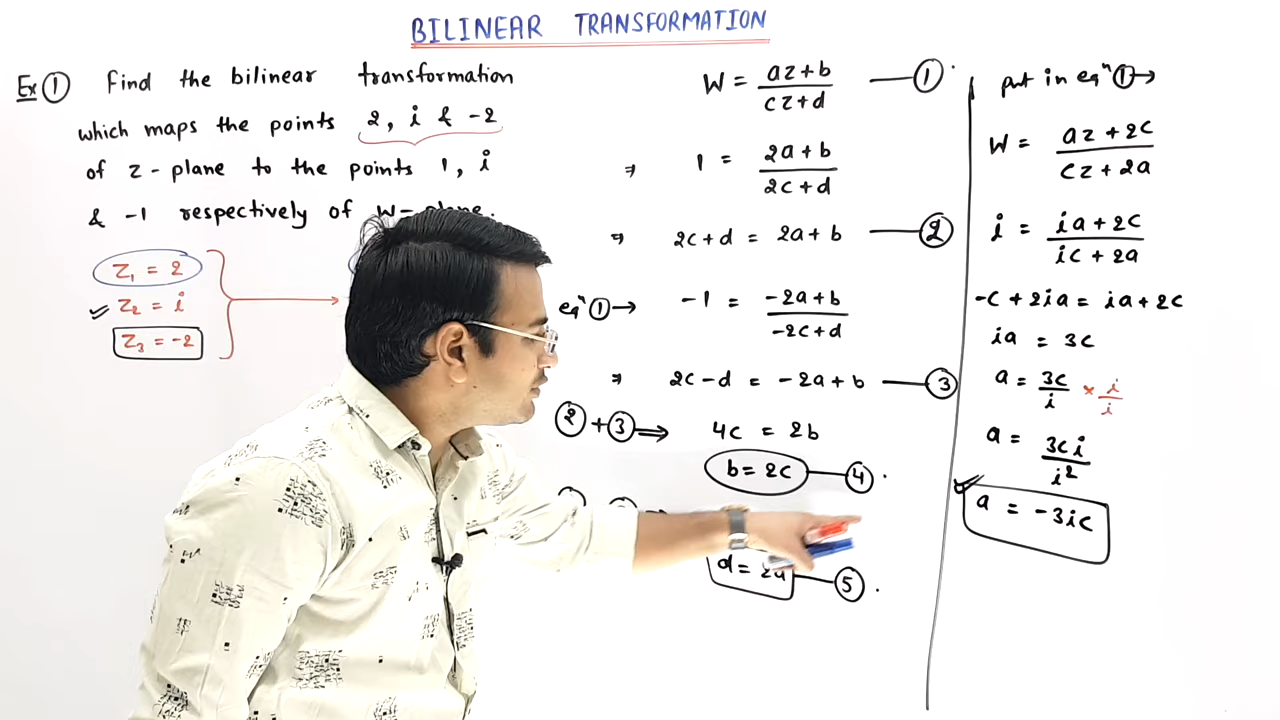 BILINEAR TRANSFORMATION
Ex ① Find the bilinear transformation
which maps the points 2, i & -2
of z-plane to the points 1, i
& -1 respectively of W-plane.
Z₁ = 2
Z₂ = i
Z₃ = -2
W = (az+b)/(cz+d) — ①
⇒ 1 = (2a+b)/(2c+d)
⇒ 2c+d = 2a+b — ②
eqⁿ ① → -1 = (-2a+b)/(-2c+d)
⇒ 2c-d = -2a+b — ③
②+③ ⇒ 4c = 2b
b = 2c — ④
d = 2a — ⑤
put in eqⁿ ① →
W = (az+2c)/(cz+2a)
i = (ia+2c)/(ic+2a)
-c+2ia = ia+2c
ia = 3c
a = 3c/i × i/i
a = 3ci/i²
a = -3ic